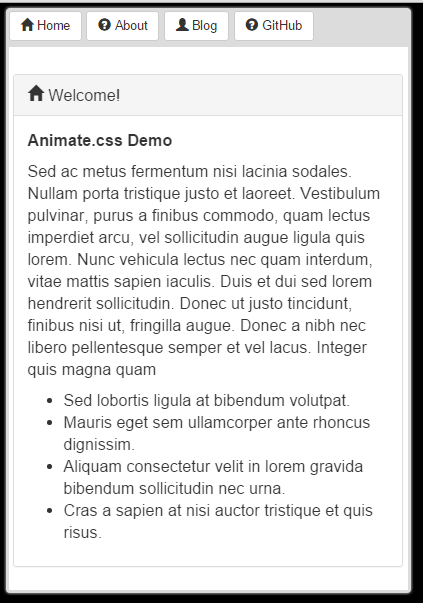 Home About Blog GitHub
Welcome!
Animate.css Demo
Sed ac metus fermentum nisi lacinia sodales.
Nullam porta tristique justo et laoreet. Vestibulum
pulvinar, purus a finibus commodo, quam lectus
imperdiet arcu, vel sollicitudin augue ligula quis
lorem. Nunc vehicula lectus nec quam interdum,
vitae mattis sapien iaculis. Duis et dui sed lorem
hendrerit sollicitudin. Donec ut justo tincidunt,
finibus nisi ut, fringilla augue. Donec a nibh nec
libero pellentesque semper et vel lacus. Integer
quis magna quam
• Sed lobortis ligula at bibendum volutpat.
• Mauris eget sem ullamcorper ante rhoncus
dignissim.
• Aliquam consectetur velit in lorem gravida
bibendum sollicitudin nec urna.
• Cras a sapien at nisi auctor tristique et quis
risus.